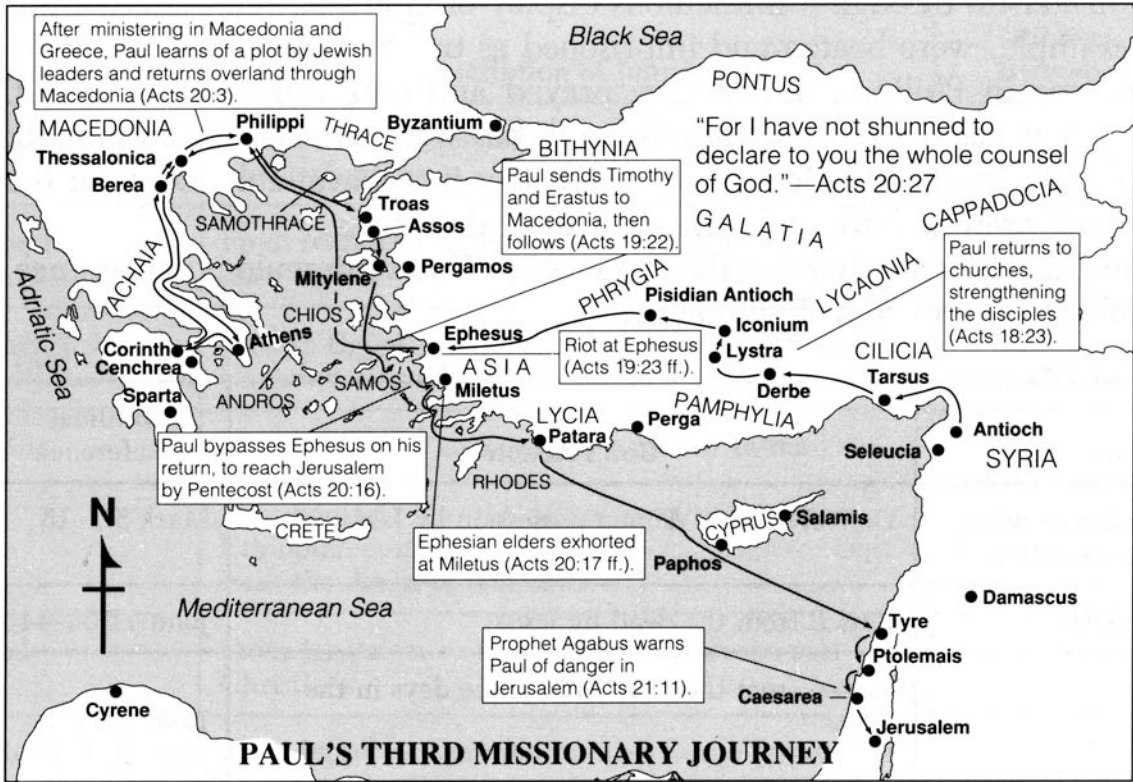 After ministering in Macedonia and
Greece, Paul learns of a plot by Jewish
leaders and returns overland through
Macedonia (Acts 20:3).
Black Sea
PONTUS
MACEDONIA
Philippi
THRACE
Byzantium
BITHYNIA
"For I have not shunned to
declare to you the whole counsel
of God."—Acts 20:27
Thessalonica
Berea
Paul sends Timothy
and Erastus to
Macedonia, then
follows (Acts 19:22).
SAMOTHRACE
Troas
Assos
GALATIA
CAPPADOCIA
Paul returns to
churches,
strengthening
the disciples
(Acts 18:23).
Adriatic Sea
ACHAIA
Mitylene
Pergamos
PHRYGIA
LYCAONIA
Pisidian Antioch
CHIOS
Iconium
Athens
Ephesus
Corinth
Cenchrea
Lystra
Riot at Ephesus
(Acts 19:23 ff.).
ASIA
CILICIA
SAMOS
Derbe
Tarsus
Miletus
Sparta
ANDROS
PAMPHYLIA
LYCIA
Perga
Patara
Antioch
Seleucia
SYRIA
Paul bypasses Ephesus on his
return, to reach Jerusalem
by Pentecost (Acts 20:16).
RHODES
N
CRETE
CYPRUS
Salamis
Ephesian elders exhorted
at Miletus (Acts 20:17 ff.).
Paphos
Damascus
Mediterranean Sea
Tyre
Prophet Agabus warns
Paul of danger in
Jerusalem (Acts 21:11).
Ptolemais
Caesarea
Cyrene
Jerusalem
PAUL'S THIRD MISSIONARY JOURNEY